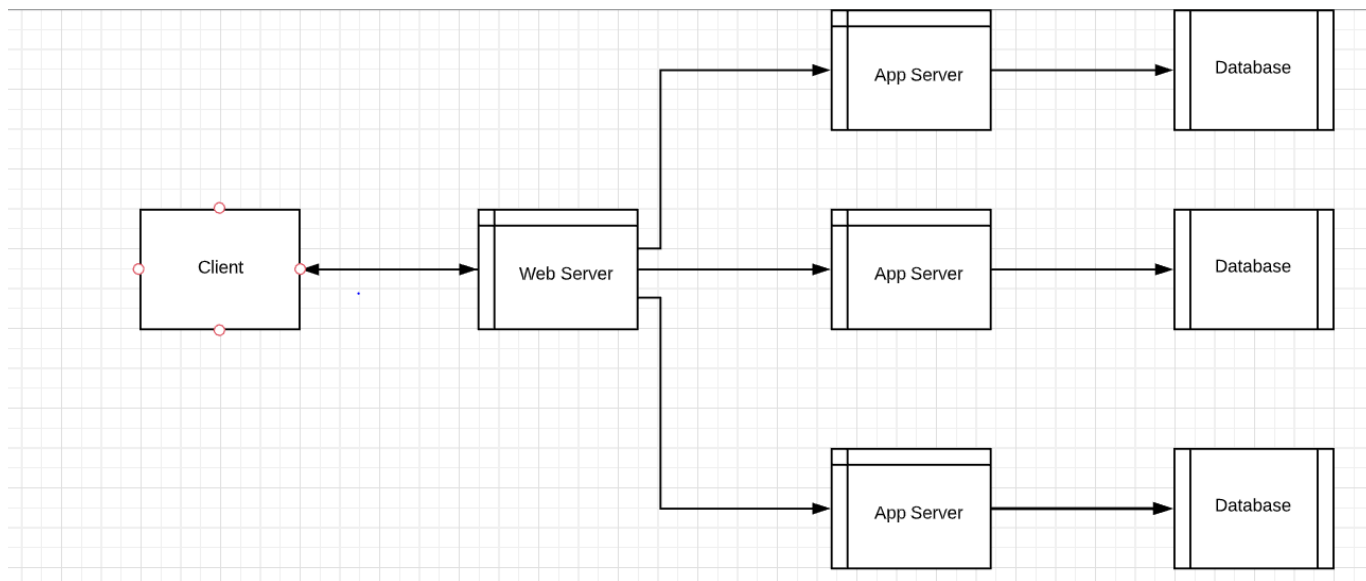 App Server
Database
Client
Web Server
App Server
Database
App Server
Database